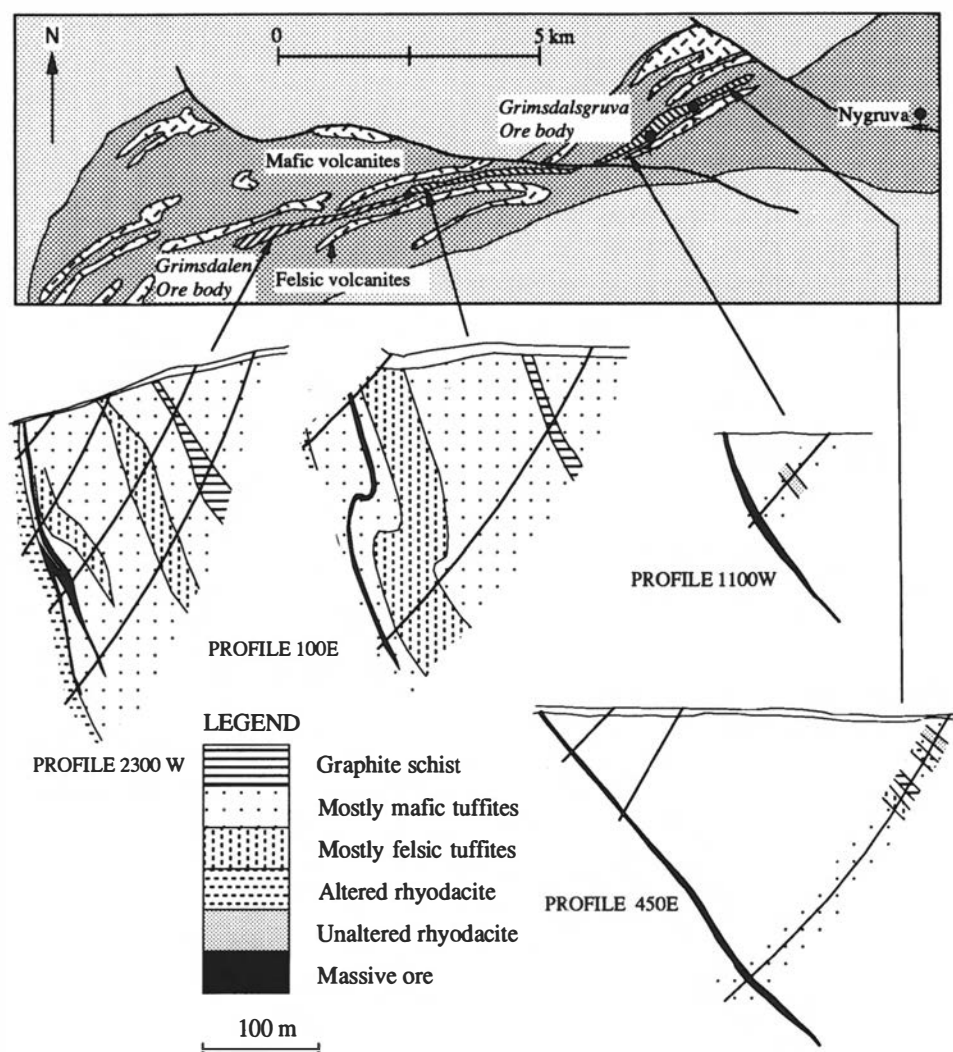 N
0
5 km
Grimsdalsgruva
Ore body
Nygruva
Mafic volcanites
Grimsdalen
Ore body
Felsic volcanites
PROFILE 1100W
PROFILE 100E
LEGEND
PROFILE 2300 W
Graphite schist
Mostly mafic tuffites
Mostly felsic tuffites
Altered rhyodacite
Unaltered rhyodacite
Massive ore
PROFILE 450E
100 m